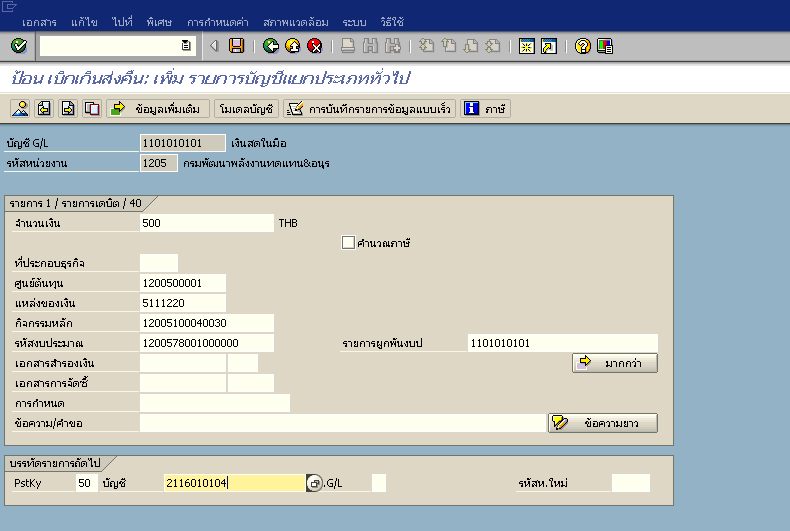 เอกสาร แก้ไข ไปที่ พิเศษ การกำหนดค่า สภาพแวดล้อม ระบบ วิธีใช้
ป้อน เบิกเกินส่งคืน: เพิ่ม รายการบัญชีแยกประเภททั่วไป
ข้อมูลเพิ่มเติม โมเดลบัญชี การบันทึกรายการข้อมูลแบบเร็ว ภาษี
บัญชี G/L 1101010101 เงินสดในมือ
รหัสหน่วยงาน 1205 กรมพัฒนาพลังงานทดแทน&อนุร
รายการ 1 / รายการเดบิต / 40
จำนวนเงิน 500 THB
คำนวณภาษี
ที่ประกอบธุรกิจ
ศูนย์ต้นทุน 1200500001
แหล่งของเงิน 5111220
กิจกรรมหลัก 12005100040030
รหัสงบประมาณ 1200578001000000 รายการผูกพันงบป 1101010101
เอกสารสำรองเงิน มากกว่า
เอกสารการจัดซื้
การกำหนด
ข้อความ/คำขอ ข้อความยาว
บรรทัดรายการถัดไป
PstKy 50 บัญชี 2116010104 .G/L รหัสห.ใหม่